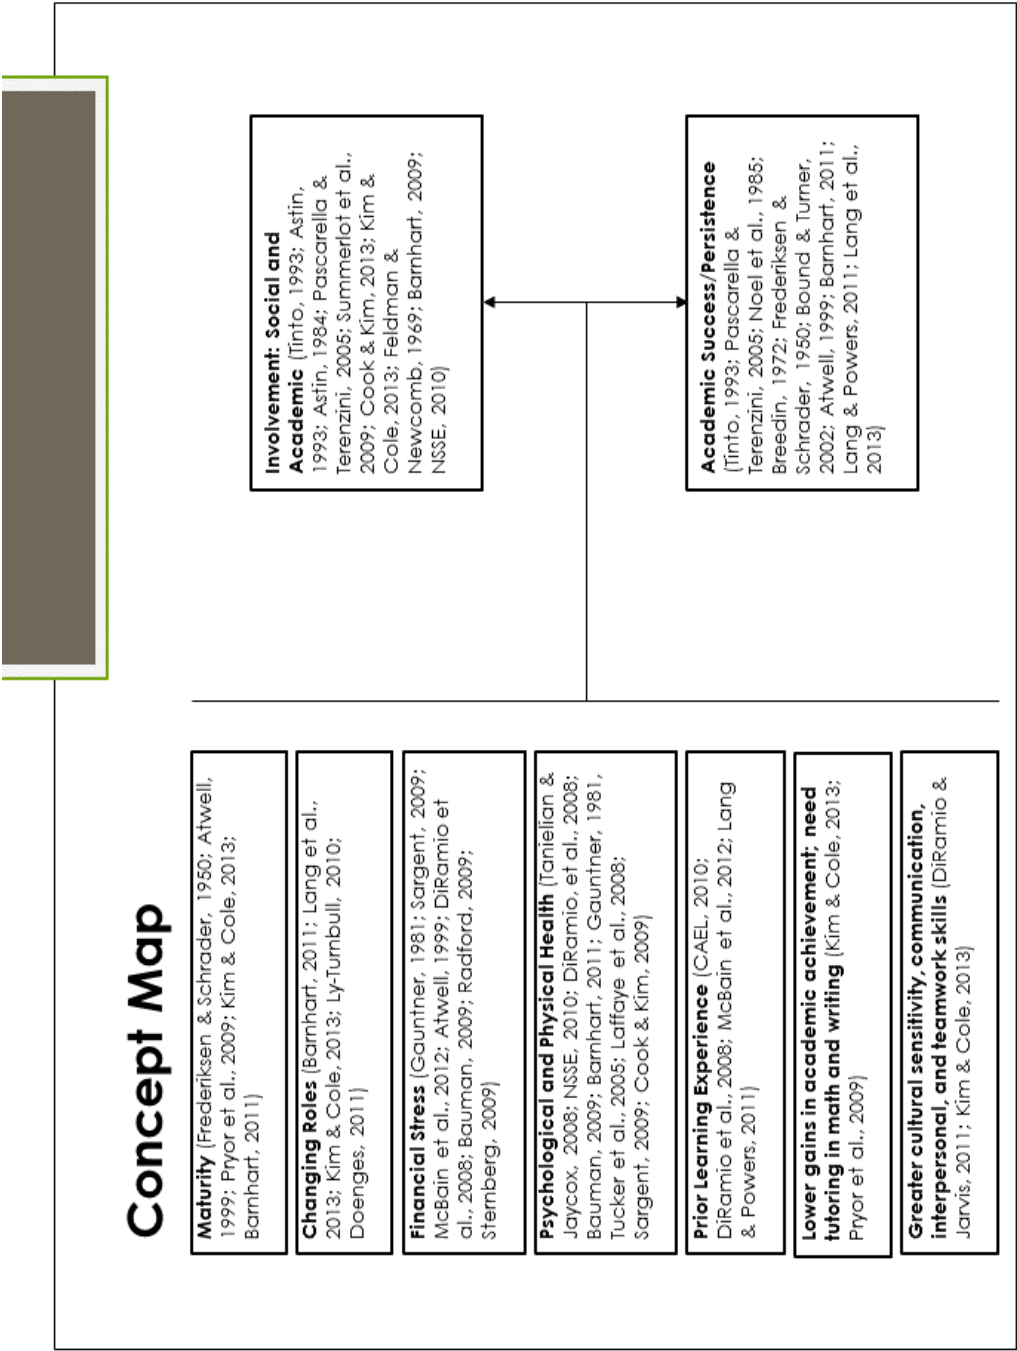 Concept Map
Maturity (Frederiksen & Schrader, 1950; Atwell,
1999; Pryor et al., 2009; Kim & Cole, 2013;
Barnhart, 2011)
Changing Roles (Barnhart, 2011; Lang et al.,
2013; Kim & Cole, 2013; Ly-Turnbull, 2010;
Doenges, 2011)
Financial Stress (Gauntner, 1981; Sargent, 2009;
McBain et al., 2012; Atwell, 1999; DiRamio et
al., 2008; Bauman, 2009; Radford, 2009;
Sternberg, 2009)
Psychological and Physical Health (Tanielian &
Jaycox, 2008; NSSE, 2010; DiRamio, et al., 2008;
Bauman, 2009; Barnhart, 2011; Gauntner, 1981,
Tucker et al., 2005; Laffaye et al., 2008;
Sargent, 2009; Cook & Kim, 2009)
Prior Learning Experience (CAEL, 2010;
DiRamio et al., 2008; McBain et al., 2012; Lang
& Powers, 2011)
Lower gains in academic achievement; need
tutoring in math and writing (Kim & Cole, 2013;
Pryor et al., 2009)
Greater cultural sensitivity, communication,
interpersonal, and teamwork skills (DiRamio &
Jarvis, 2011; Kim & Cole, 2013)
Involvement: Social and
Academic (Tinto, 1993; Astin,
1993; Astin, 1984; Pascarella &
Terenzini, 2005; Summerlot et al.,
2009; Cook & Kim, 2013; Kim &
Cole, 2013; Feldman &
Newcomb, 1969; Barnhart, 2009;
NSSE, 2010)
Academic Success/Persistence
(Tinto, 1993; Pascarella &
Terenzini, 2005; Noel et al., 1985;
Breedin, 1972; Frederiksen &
Schrader, 1950; Bound & Turner,
2002; Atwell, 1999; Barnhart, 2011;
Lang & Powers, 2011; Lang et al.,
2013)